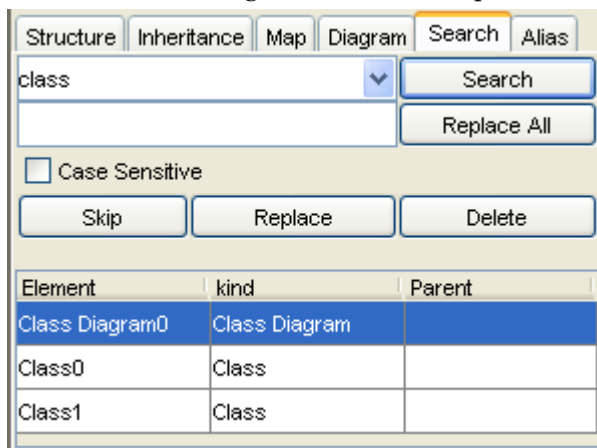 Structure Inheritance Map Diagram Search Alias
class Search
Replace All
Case Sensitive
Skip Replace Delete
Element kind Parent
Class Diagram0 Class Diagram
Class0 Class
Class1 Class